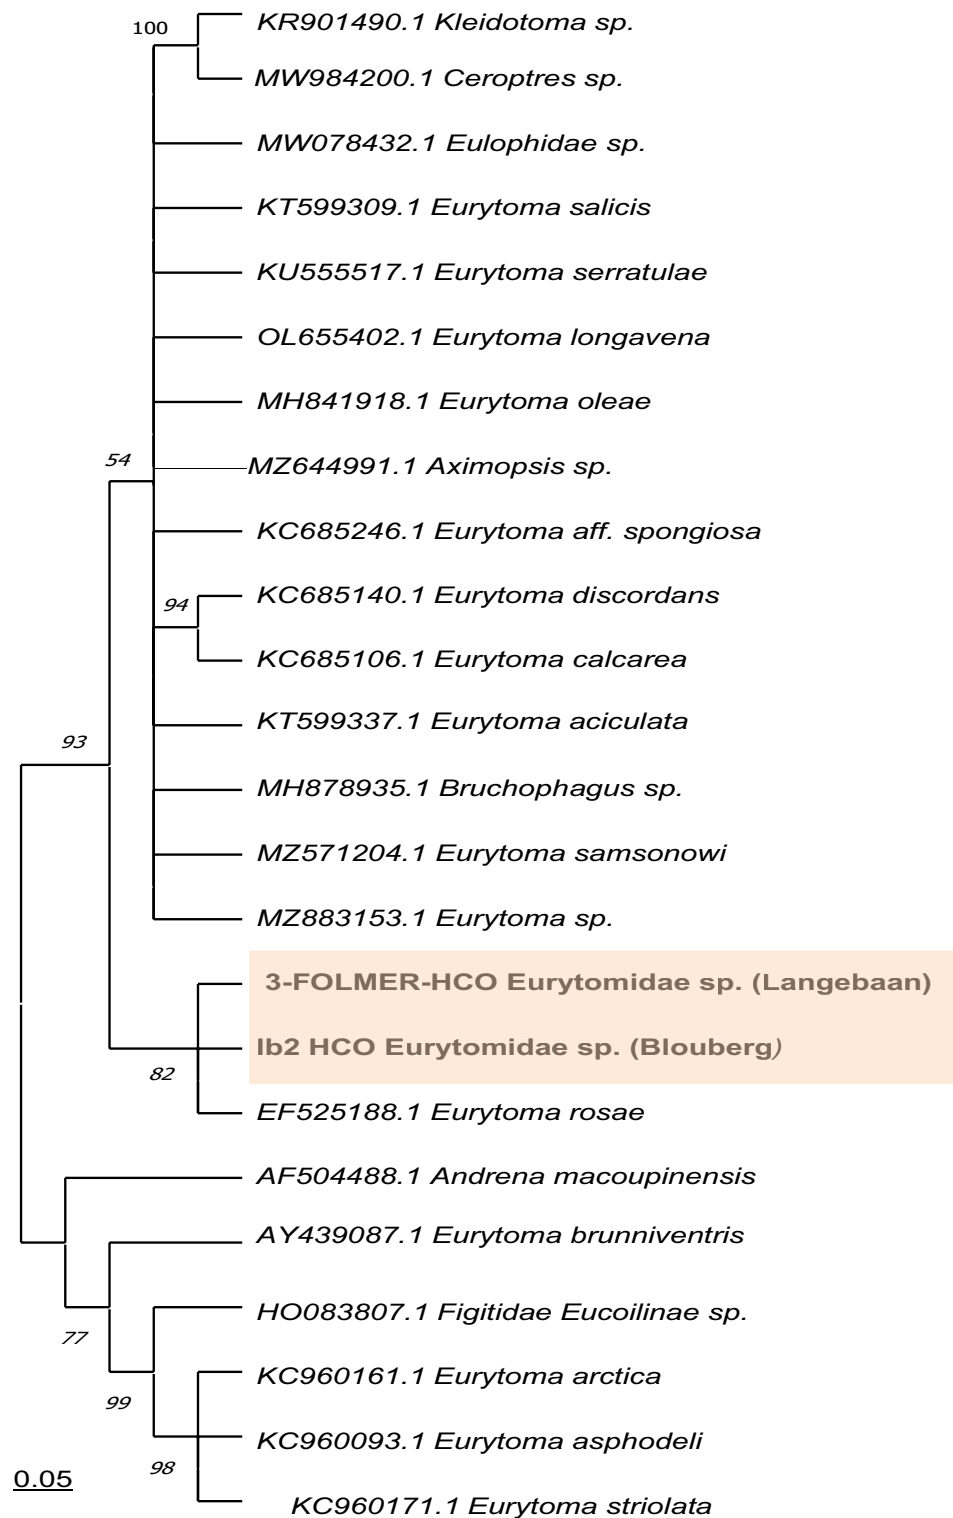 100
KR901490.1 Kleidotoma sp.
MW984200.1 Ceroptres sp.
MW078432.1 Eulophidae sp.
KT599309.1 Eurytoma salicis
KU555517.1 Eurytoma serratulae
OL655402.1 Eurytoma longavena
MH841918.1 Eurytoma oleae
54
MZ644991.1 Aximopsis sp.
KC685246.1 Eurytoma aff. spongiosa
94
KC685140.1 Eurytoma discordans
KC685106.1 Eurytoma calcarea
KT599337.1 Eurytoma aciculata
93
MH878935.1 Bruchophagus sp.
MZ571204.1 Eurytoma samsonowi
MZ883153.1 Eurytoma sp.
3-FOLMER-HCO Eurytomidae sp. (Langebaan)
Ib2 HCO Eurytomidae sp. (Blouberg)
82
EF525188.1 Eurytoma rosae
AF504488.1 Andrena macoupinensis
AY439087.1 Eurytoma brunniventris
HO083807.1 Figitidae Eucoilinae sp.
77
KC960161.1 Eurytoma arctica
99
KC960093.1 Eurytoma asphodeli
98
0.05
KC960171.1 Eurytoma striolata